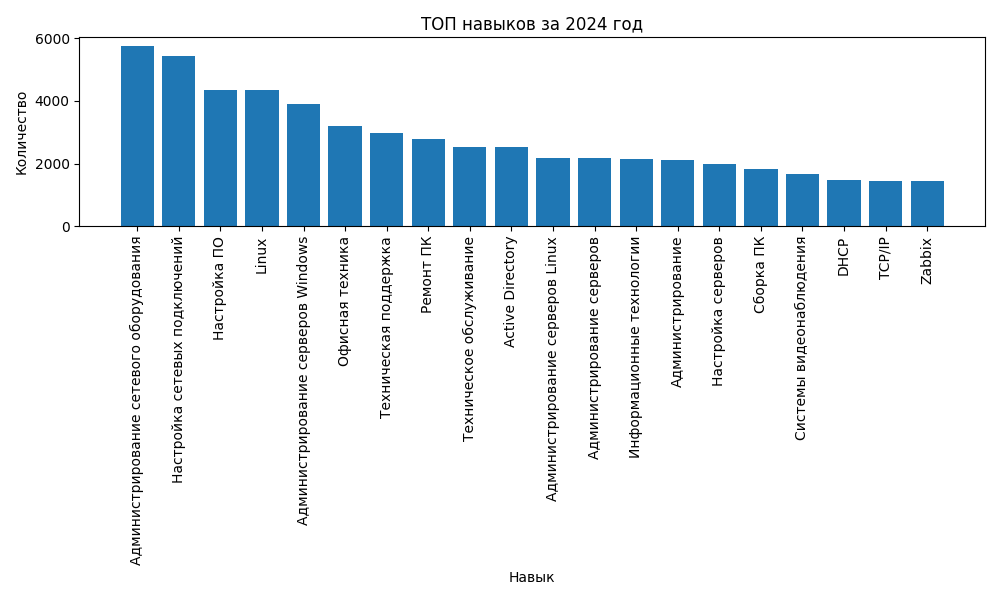 ТОП навыков за 2024 год
Количество
6000
4000
2000
0
Администрирование сетевого оборудования
Настройка сетевых подключений
Настройка ПО
Linux
Администрирование серверов Windows
Офисная техника
Техническая поддержка
Ремонт ПК
Техническое обслуживание
Active Directory
Администрирование серверов Linux
Администрирование серверов
Информационные технологии
Администрирование
Настройка серверов
Сборка ПК
Системы видеонаблюдения
DHCP
TCP/IP
Zabbix
Навык